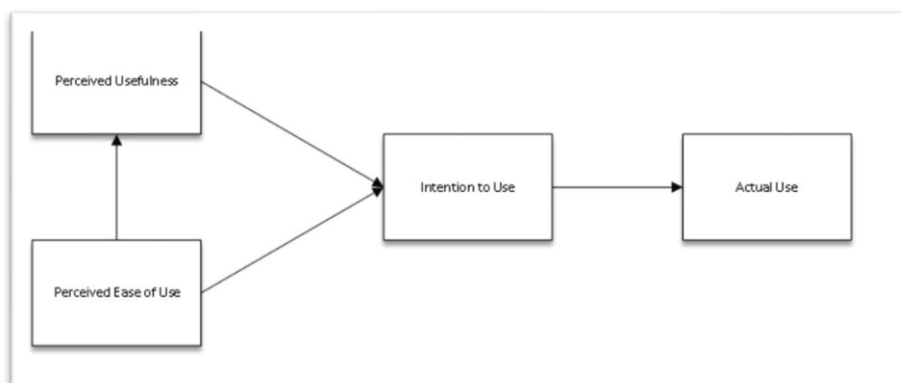 Perceived Usefulness
Intention to Use
Actual Use
Perceived Ease of Use